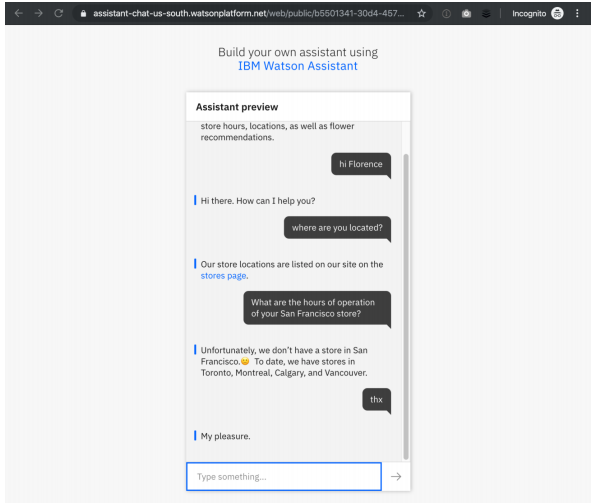 assistant-chat-us-south.watsonplatform.net/web/public/b5501341-30d4-457...
Incognito
Build your own assistant using
IBM Watson Assistant
Assistant preview
store hours, locations, as well as flower
recommendations.
hi Florence
Hi there. How can I help you?
where are you located?
Our store locations are listed on our site on the
stores page.
What are the hours of operation
of your San Francisco store?
Unfortunately, we don't have a store in San
Francisco.😕 To date, we have stores in
Toronto, Montreal, Calgary, and Vancouver.
thx
My pleasure.
Type something...